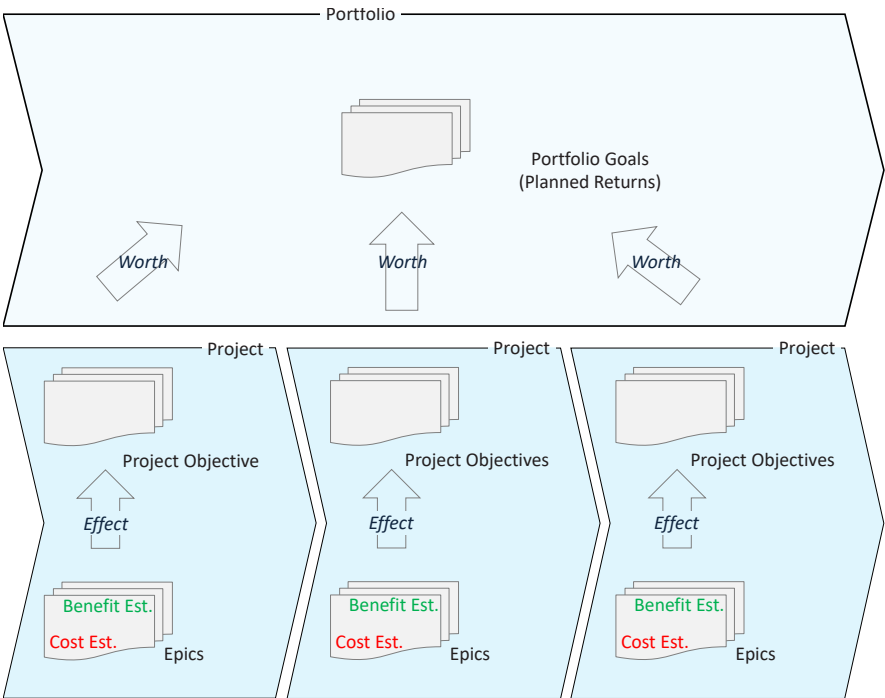 Portfolio
Portfolio Goals
(Planned Returns)
Worth
Worth
Worth
Project
Project
Project
Project Objective
Project Objectives
Project Objectives
Effect
Effect
Effect
Benefit Est.
Cost Est.
Epics
Benefit Est.
Cost Est.
Epics
Benefit Est.
Cost Est.
Epics